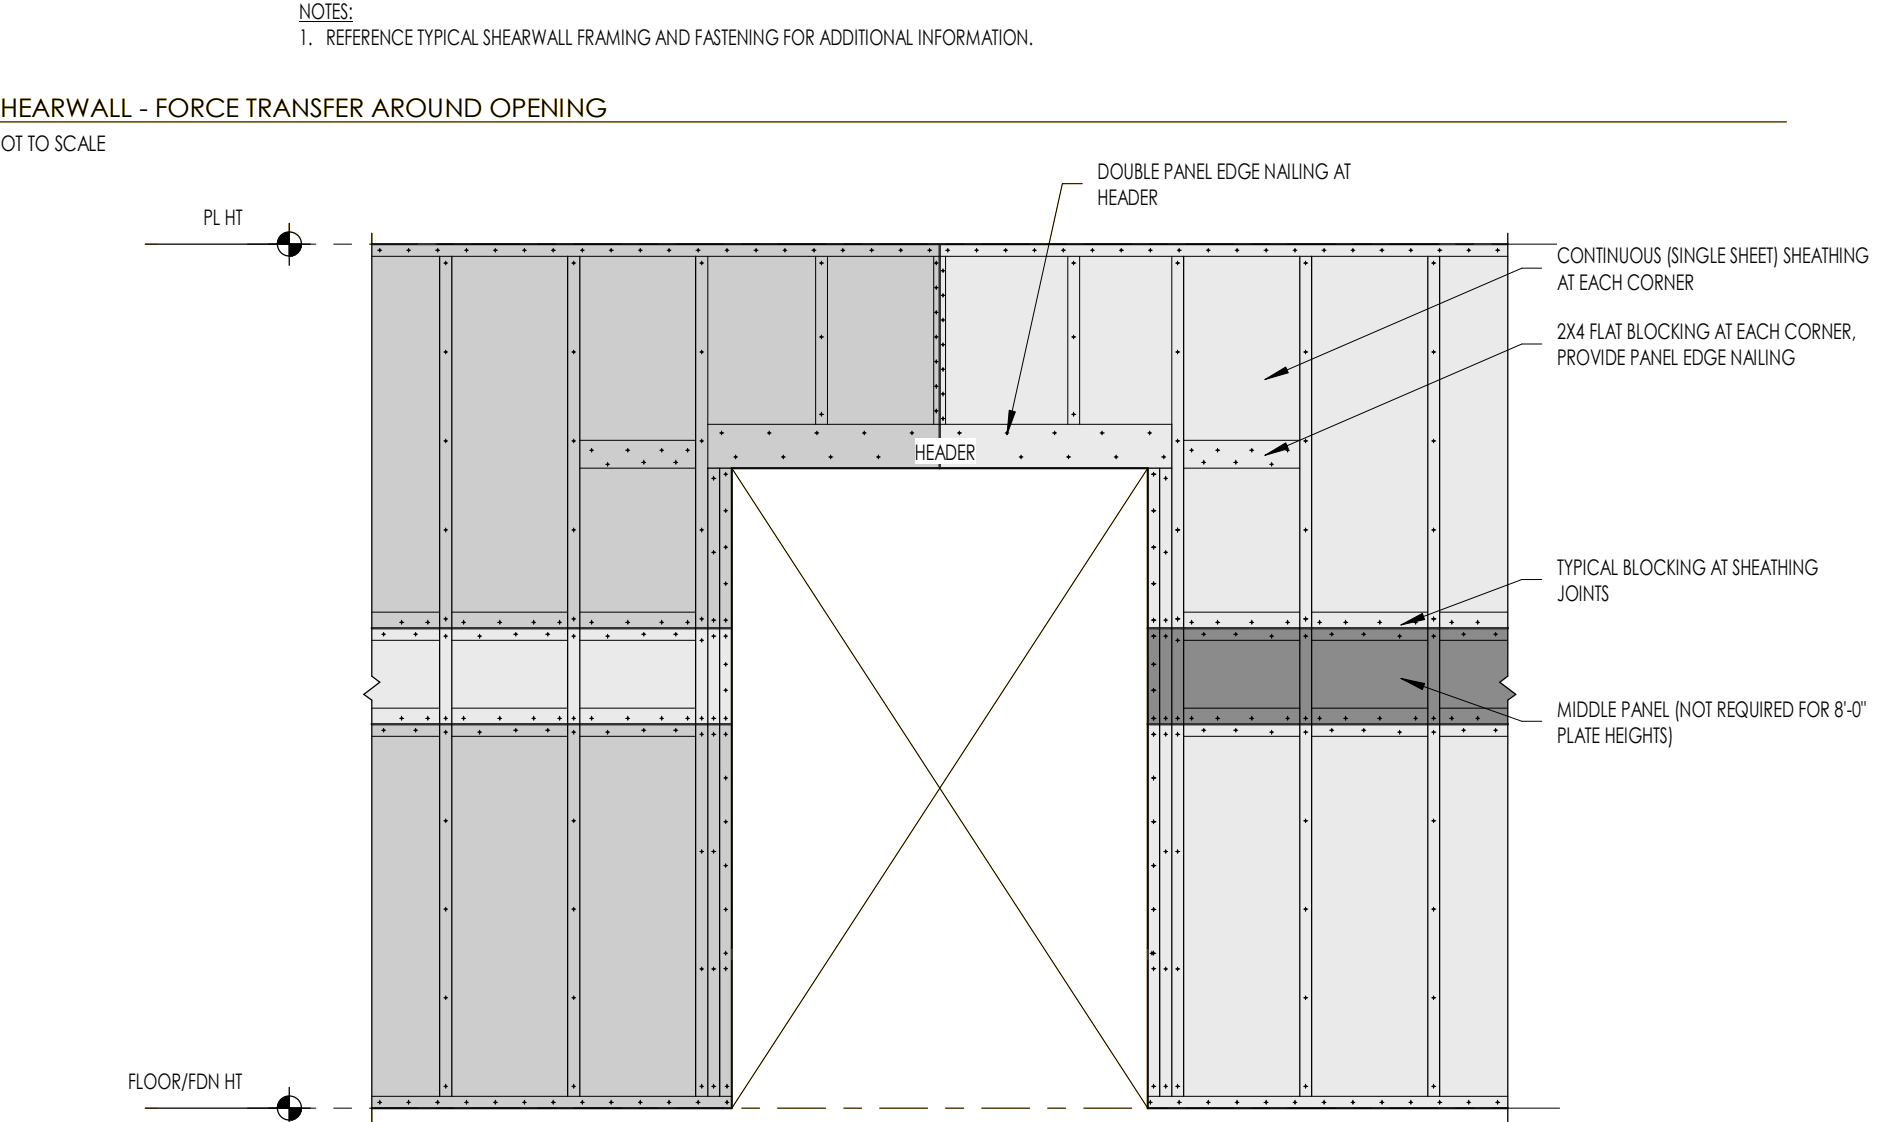 NOTES:
1. REFERENCE TYPICAL SHEARWALL FRAMING AND FASTENING FOR ADDITIONAL INFORMATION.
HEARWALL - FORCE TRANSFER AROUND OPENING
OT TO SCALE
DOUBLE PANEL EDGE NAILING AT
HEADER
PL HT
CONTINUOUS (SINGLE SHEET) SHEATHING
AT EACH CORNER
2X4 FLAT BLOCKING AT EACH CORNER,
PROVIDE PANEL EDGE NAILING
HEADER
TYPICAL BLOCKING AT SHEATHING
JOINTS
MIDDLE PANEL (NOT REQUIRED FOR 8'-0"
PLATE HEIGHTS)
FLOOR/FDN HT